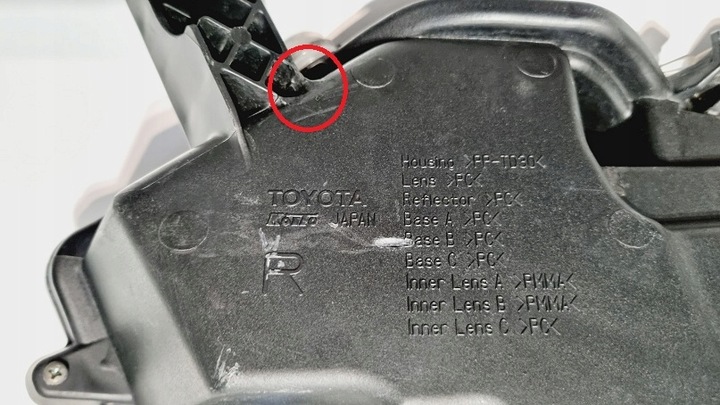 TOYOTA
KOITO JAPAN
R
Housing >PP-TD30<
Lens >PC<
Reflector >PC<
Base A >PC<
Base B >PC<
Base C >PC<
Inner Lens A >PMMA<
Inner Lens B >PMMA<
Inner Lens C >PC<